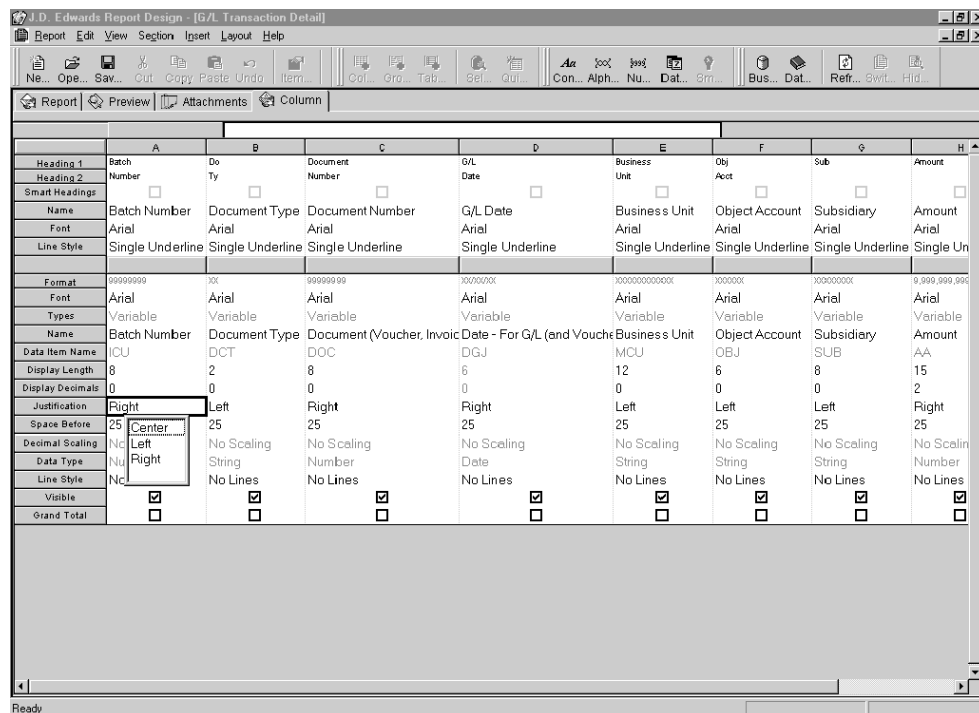 J.D. Edwards Report Design - [G/L Transaction Detail]
Report Edit View Section Insert Layout Help
Ne... Ope... Sav... Cut Copy Paste Undo Item... Col... Gro... Tab... Sel... Qui... Con... Alph... Nu... Dat... Sm... Bus... Dat... Refr... Swit... Hid...
Report Preview Attachments Column
A B C D E F G H
Heading 1 Batch Do Document G/L Business Obj Sub Amount
Heading 2 Number Ty Number Date Unit Acct
Smart Headings
Name Batch Number Document Type Document Number G/L Date Business Unit Object Account Subsidiary Amount
Font Arial Arial Arial Arial Arial Arial Arial Arial
Line Style Single Underline Single Underline Single Underline Single Underline Single Underline Single Underline Single Underline Single Un
Format 99999999 XX 99999999 XX/XX/XX XXXXXXXXXXXX XXXXXX XXXXXXXX 9,999,999,999
Font Arial Arial Arial Arial Arial Arial Arial Arial
Types Variable Variable Variable Variable Variable Variable Variable Variable
Name Batch Number Document Type Document (Voucher, Invoic Date - For G/L (and Vouche Business Unit Object Account Subsidiary Amount
Data Item Name ICU DCT DOC DGJ MCU OBJ SUB AA
Display Length 8 2 8 6 12 6 8 15
Display Decimals 0 0 0 0 0 0 0 2
Justification Right Left Right Right Left Left Left Right
Space Before 25 25 25 25 25 25 25 25
Center
Decimal Scaling No No Scaling No Scaling No Scaling No Scaling No Scaling No Scaling No Scalin
Left
Data Type Nu String Number Date String String String Number
Right
Line Style No No Lines No Lines No Lines No Lines No Lines No Lines No Lines
Visible
Grand Total
Ready